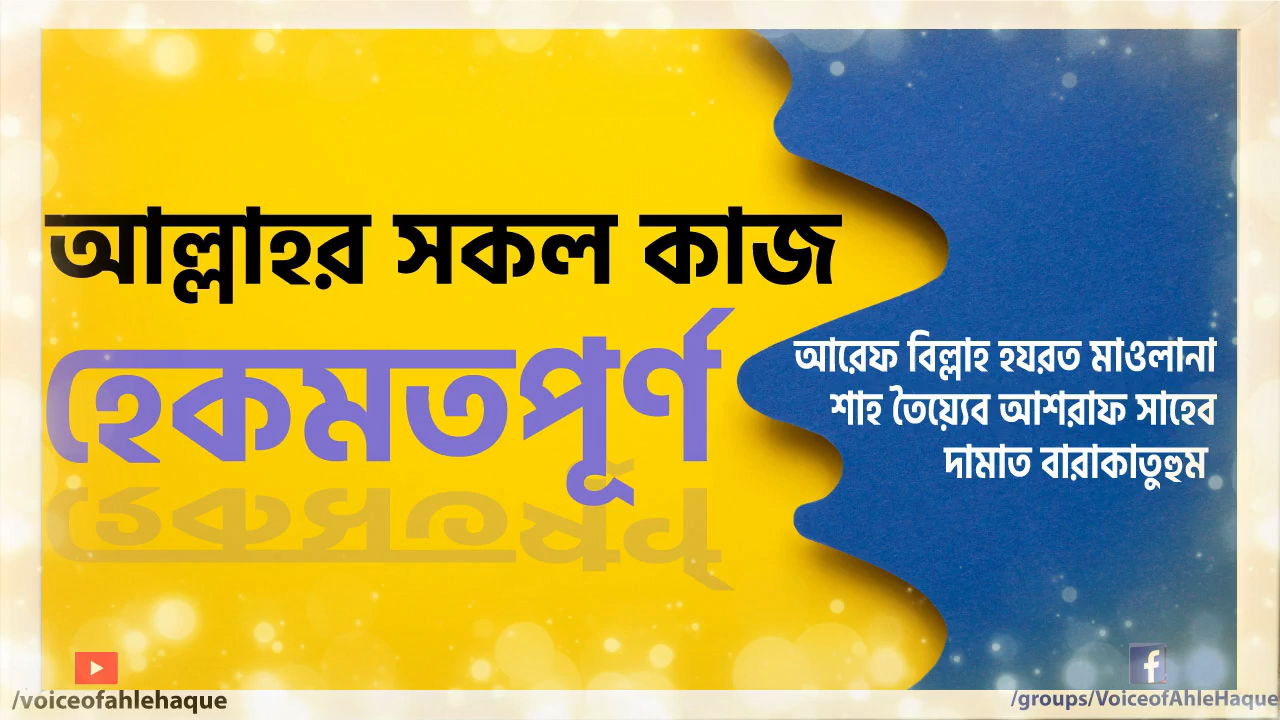 আল্লাহর সকল কাজ
হেকমতপূর্ণ
আরেফ বিল্লাহ হযরত মাওলানা
শাহ তৈয়্যেব আশরাফ সাহেব
দামাত বারাকাতুহুম
/voiceofahlehaque
/groups/VoiceofAhleHaque